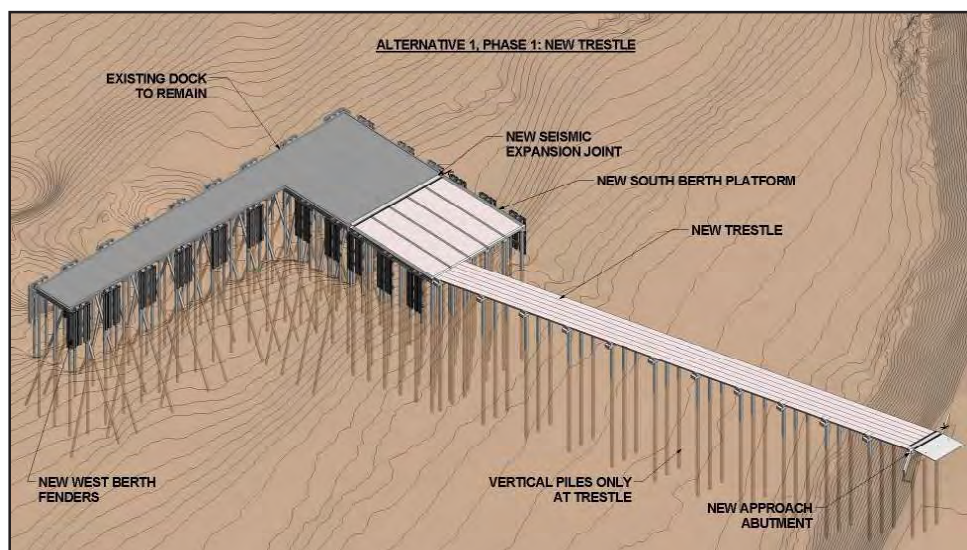 ALTERNATIVE 1, PHASE 1: NEW TRESTLE
EXISTING DOCK
TO REMAIN
NEW SEISMIC
EXPANSION JOINT
NEW SOUTH BERTH PLATFORM
NEW TRESTLE
NEW WEST BERTH
FENDERS
VERTICAL PILES ONLY
AT TRESTLE
NEW APPROACH
ABUTMENT